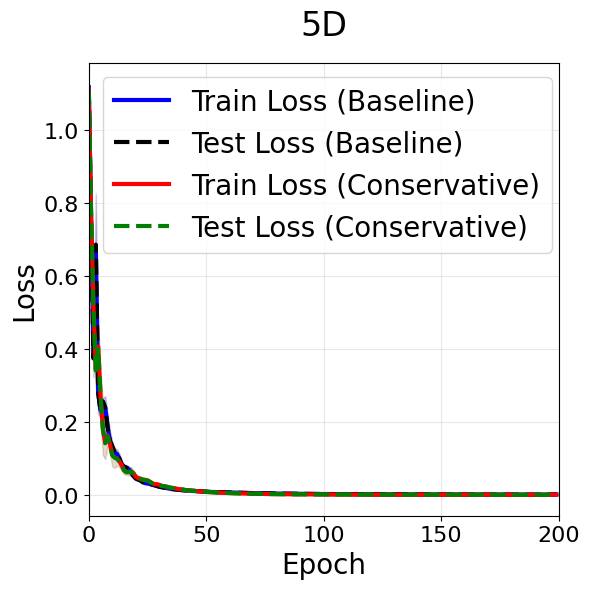 5D
Train Loss (Baseline)
Test Loss (Baseline)
Train Loss (Conservative)
Test Loss (Conservative)
Loss
1.0
0.8
0.6
0.4
0.2
0.0
0 50 100 150 200
Epoch